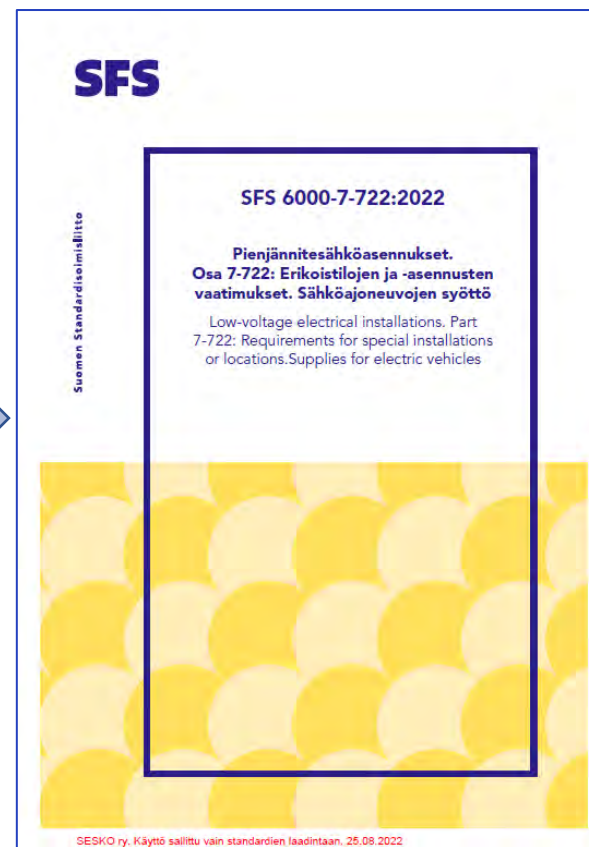 SFS
Suomen Standardisoimisliitto
SFS 6000-7-722:2022
Pienjännitesähköasennukset.
Osa 7-722: Erikoistilojen ja -asennusten
vaatimukset. Sähköajoneuvojen syöttö
Low-voltage electrical installations. Part
7-722: Requirements for special installations
or locations.Supplies for electric vehicles
SESKO ry. Käyttö sallittu vain standardien laadintaan, 25.08.2022